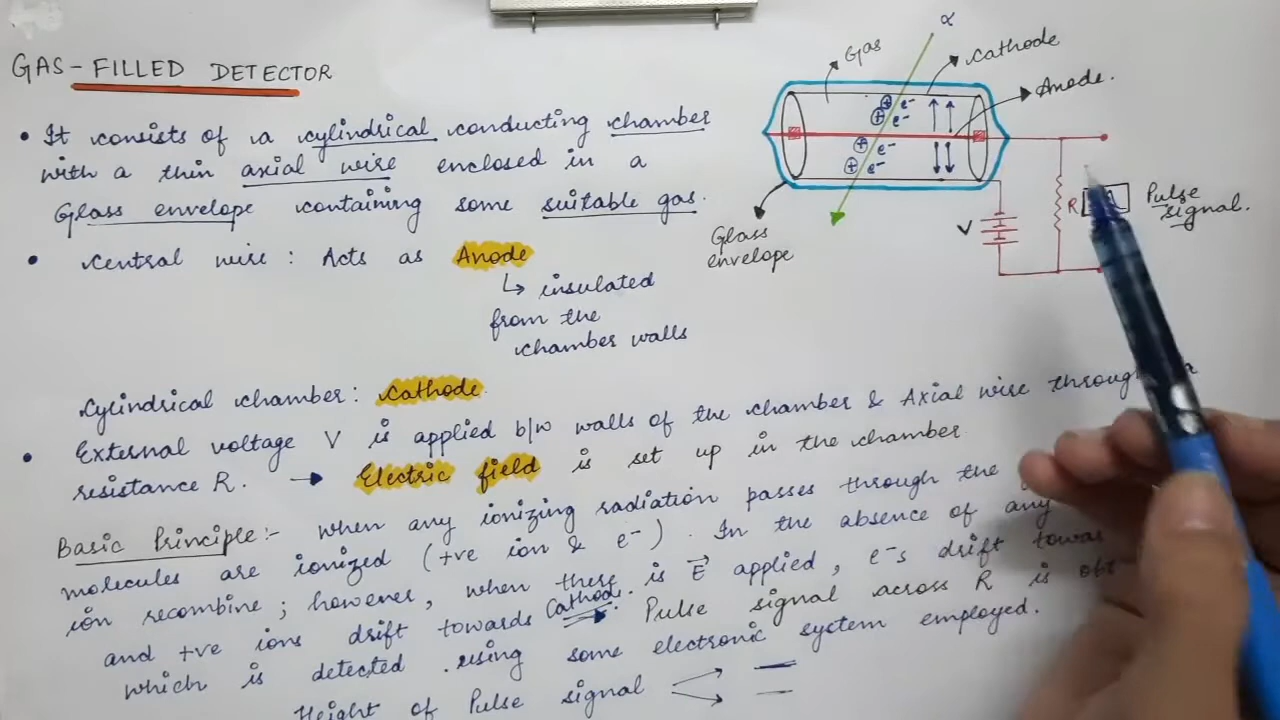 GAS-FILLED DETECTOR
• It consists of a cylindrical conducting chamber
with a thin axial wire enclosed in a
Glass envelope containing some suitable gas.
• Central wire: Acts as Anode
↳ insulated
from the
chamber walls
Cylindrical chamber: Cathode
• External voltage V is applied b/w walls of the chamber & Axial wire through
resistance R. → Electric field is set up in the chamber.
Basic Principle:- When any ionizing radiation passes through the
molecules are ionized (+ve ion & e⁻). In the absence of any
ion recombine; however, when there is E⃗ applied, e⁻s drift
and +ve ions drift towards Cathode. Pulse signal across R is
which is detected using some electronic system employed.
Height of Pulse signal
α
Gas
Cathode
Anode.
⊕ e⁻
⊕ e⁻
⊕ e⁻
⊕ e⁻
Glass
envelope
V
R
Pulse
signal.